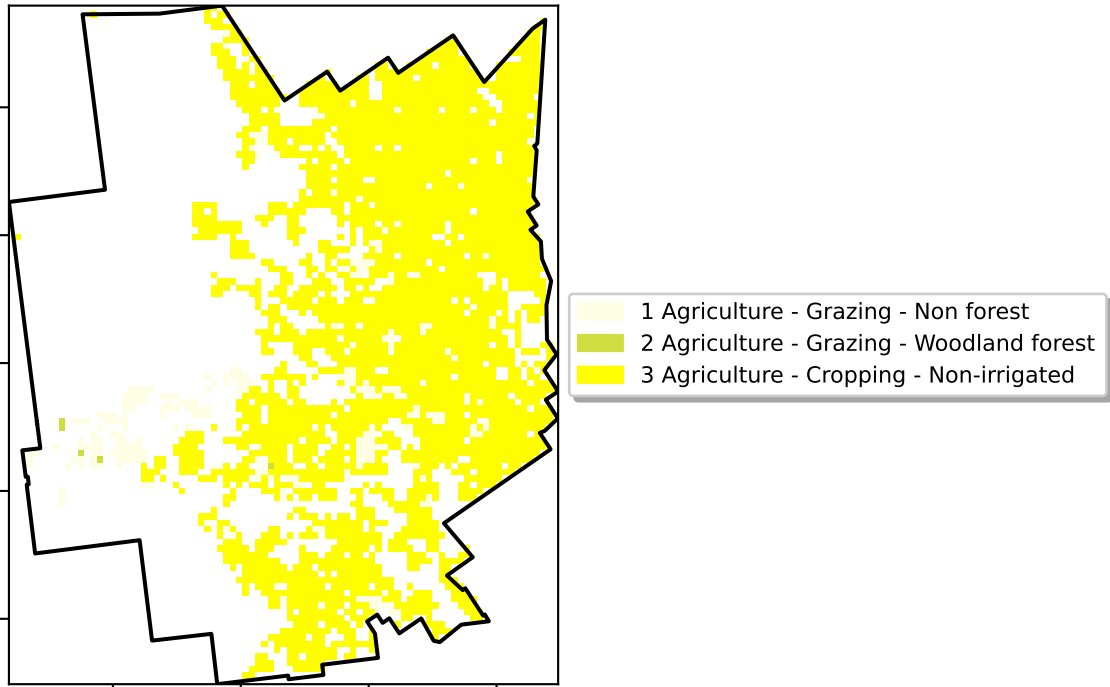 1 Agriculture - Grazing - Non forest
2 Agriculture - Grazing - Woodland forest
3 Agriculture - Cropping - Non-irrigated